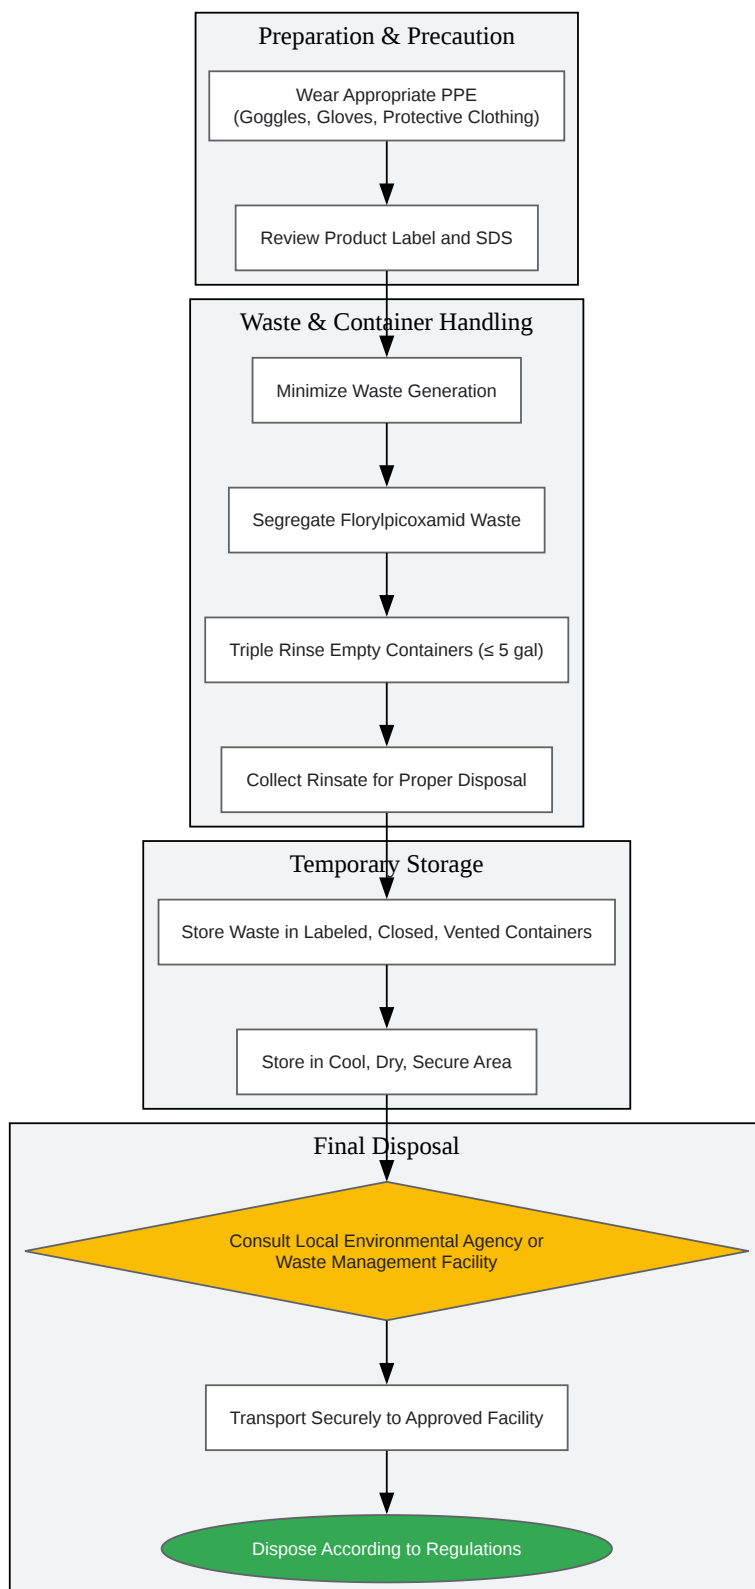 Preparation & Precaution
Wear Appropriate PPE
(Goggles, Gloves, Protective Clothing)
Review Product Label and SDS
Waste & Container Handling
Minimize Waste Generation
Segregate Florylpicoxamid Waste
Triple Rinse Empty Containers (≤ 5 gal)
Collect Rinsate for Proper Disposal
Temporary Storage
Store Waste in Labeled, Closed, Vented Containers
Store in Cool, Dry, Secure Area
Final Disposal
Consult Local Environmental Agency or
Waste Management Facility
Transport Securely to Approved Facility
Dispose According to Regulations